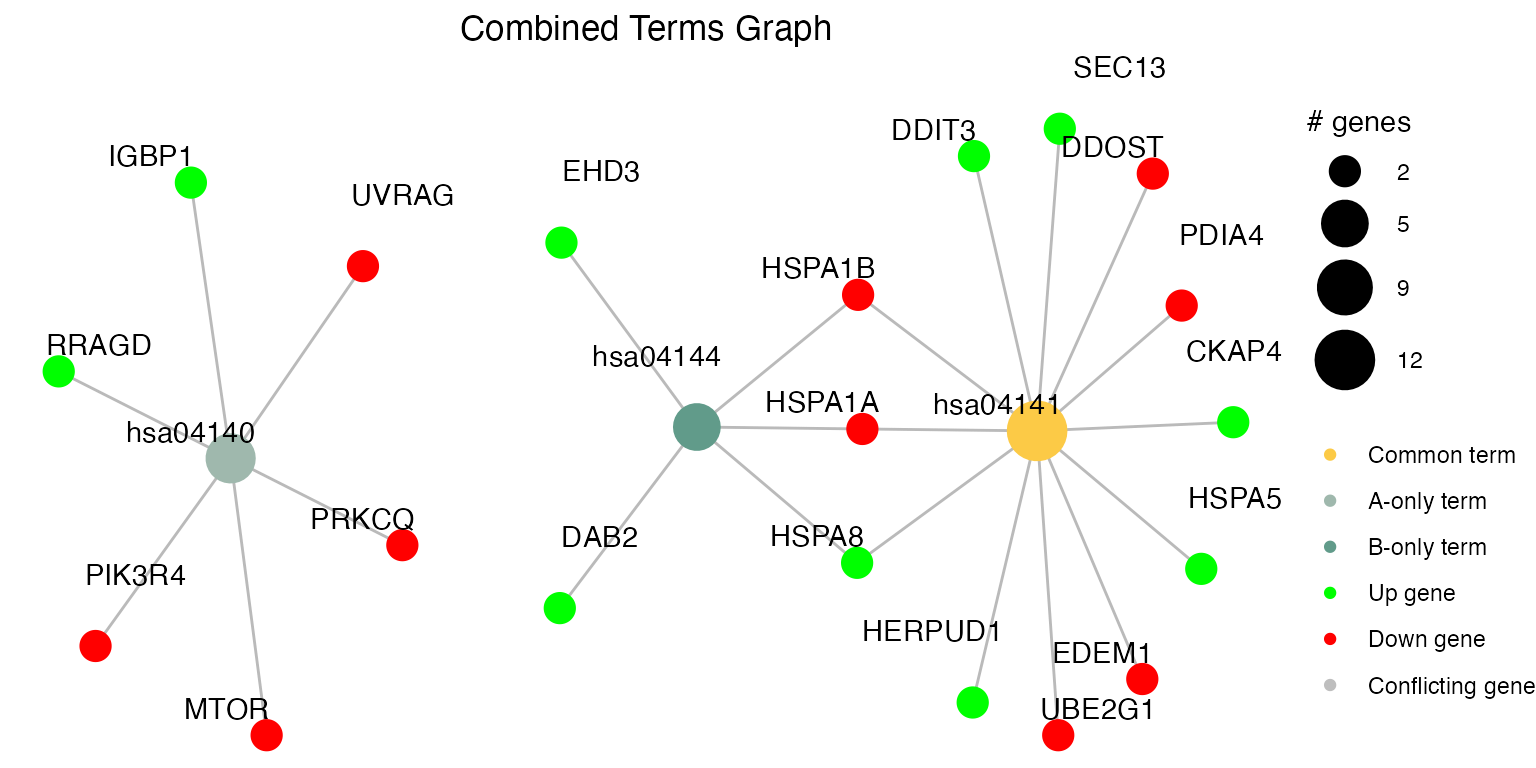 Combined Terms Graph
SEC13
DDIT3
DDOST
IGBP1
EHD3
UVRAG
PDIA4
HSPA1B
RRAGD
hsa04144
CKAP4
HSPA1A
hsa04141
hsa04140
HSPA5
PRKCQ
DAB2
HSPA8
PIK3R4
HERPUD1
EDEM1
MTOR
UBE2G1
# genes
2
5
9
12
Common term
A-only term
B-only term
Up gene
Down gene
Conflicting gene